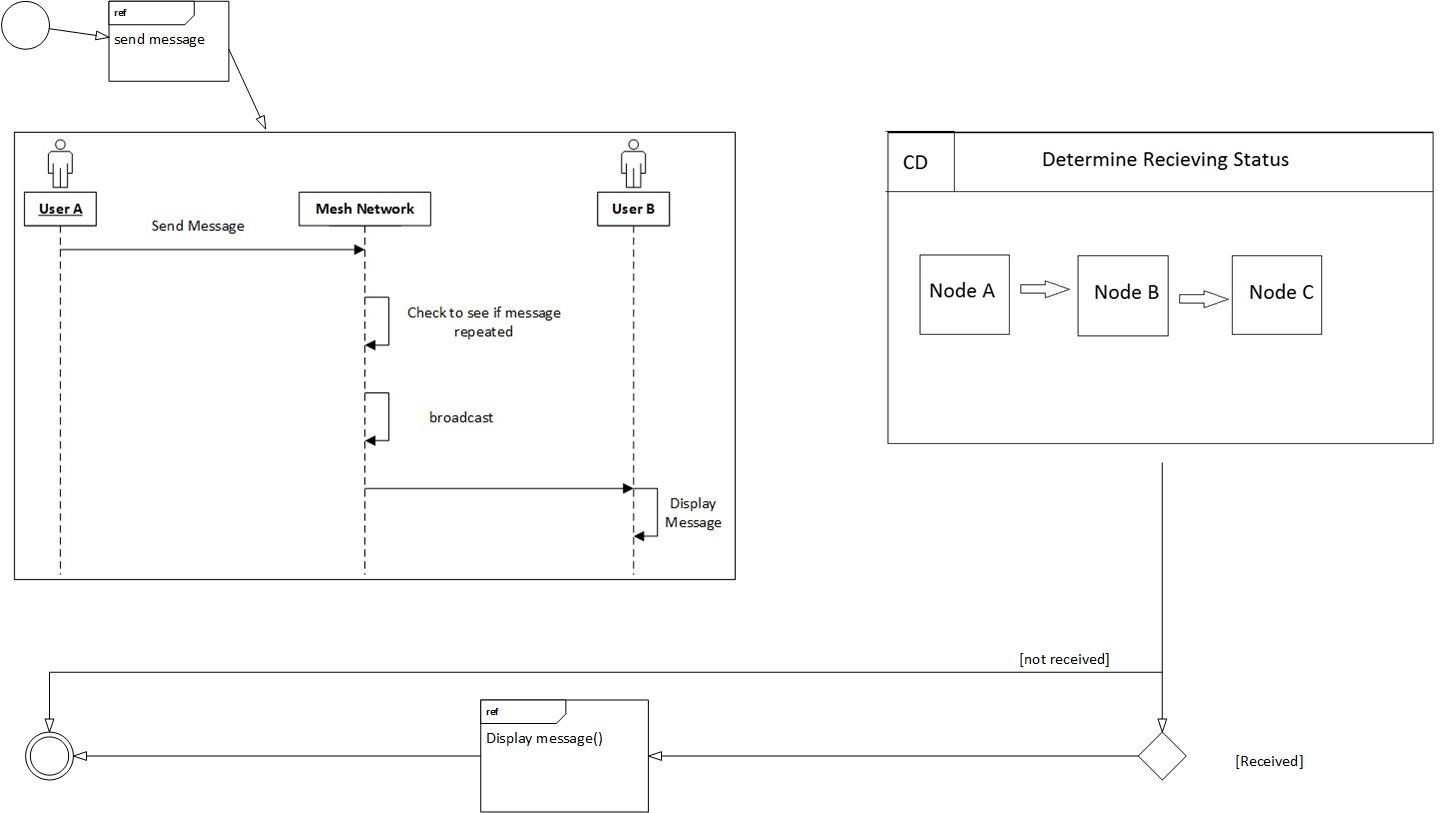 ref
send message
User A
Mesh Network
User B
Send Message
Check to see if message
repeated
broadcast
Display
Message
CD
Determine Recieving Status
Node A
Node B
Node C
[not received]
ref
Display message()
[Received]